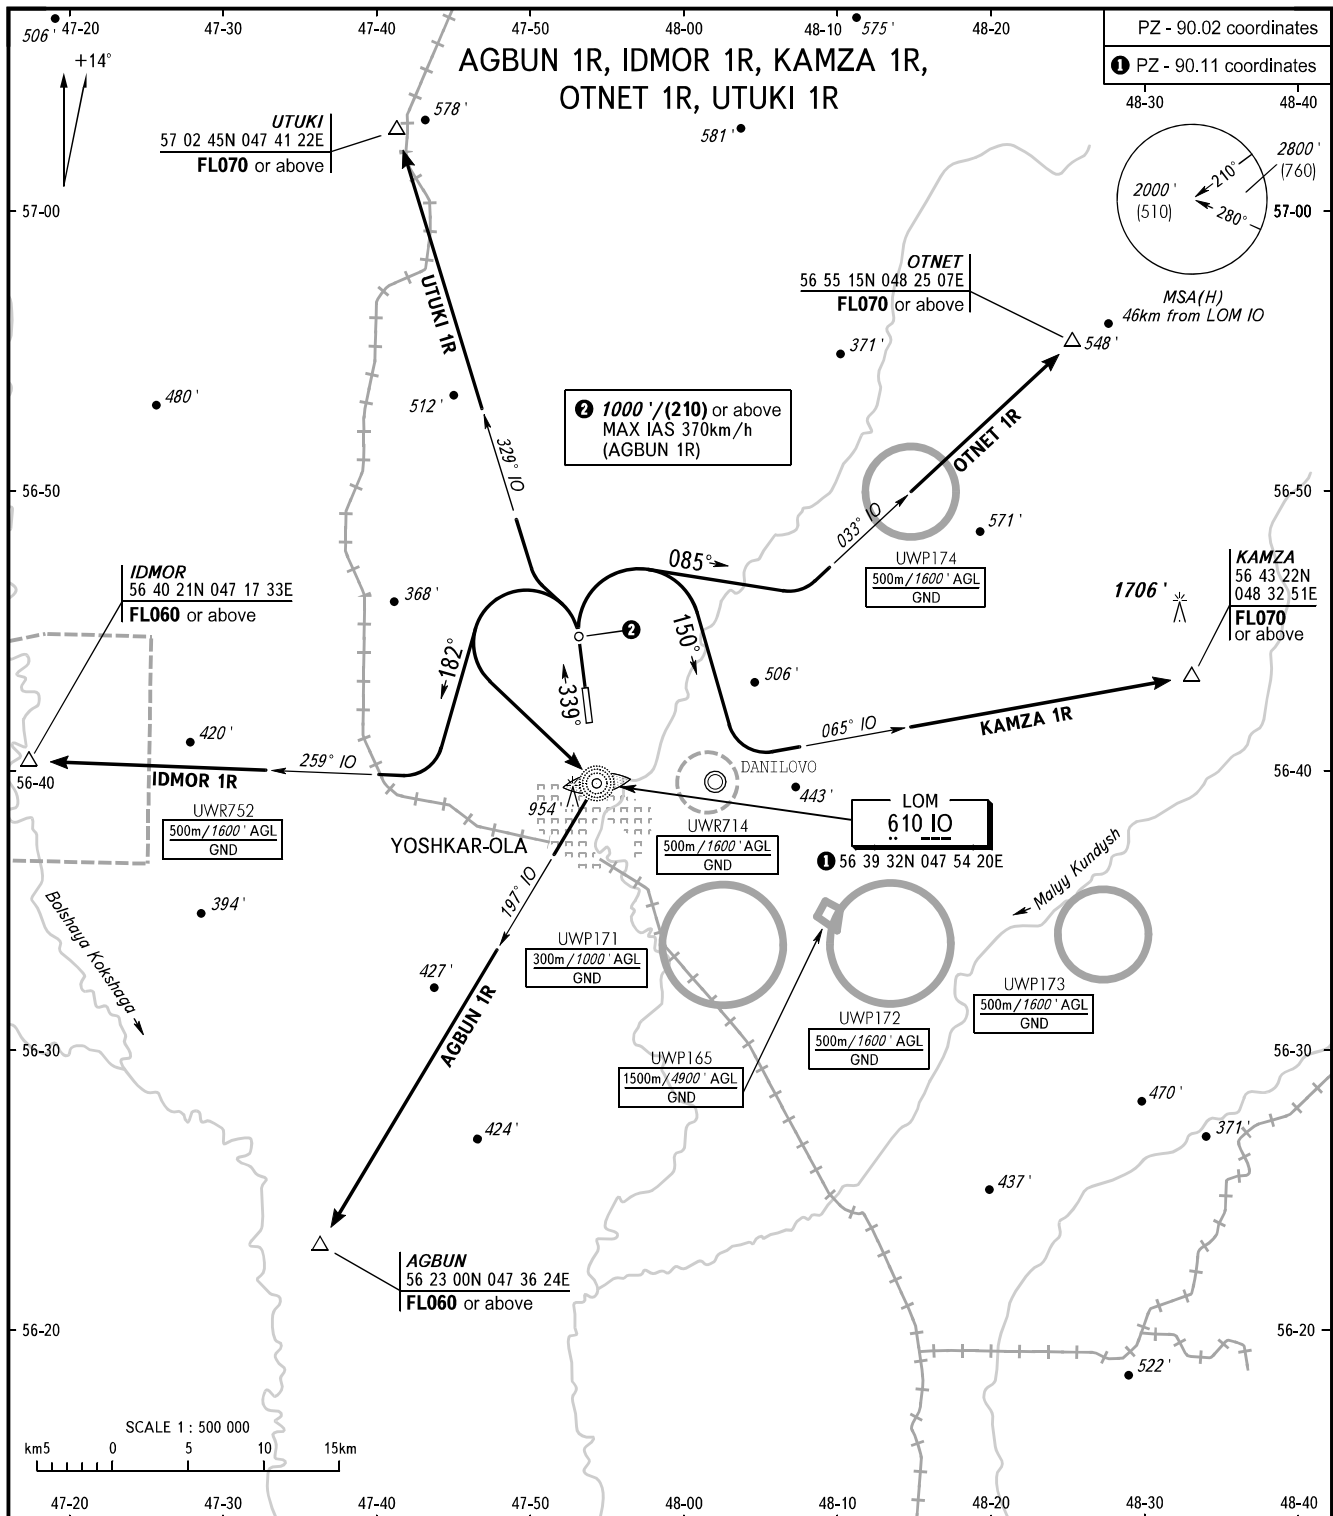 47-20
47-30
47-40
47-50
48-00
48-10
48-20
506 '
575 '
PZ - 90.02 coordinates
1 PZ - 90.11 coordinates
48-30
48-40
+14°
AGBUN 1R, IDMOR 1R, KAMZA 1R,
OTNET 1R, UTUKI 1R
578 '
581 '
UTUKI
57 02 45N 047 41 22E
FL070 or above
2800 '
(760)
210°
2000 '
(510)
280°
57-00
57-00
MSA(H)
46km from LOM IO
OTNET
56 55 15N 048 25 07E
FL070 or above
548'
371'
UTUKI 1R
480 '
512 '
2 1000 '/(210) or above
MAX IAS 370km/h
(AGBUN 1R)
OTNET 1R
329° IO
56-50
56-50
033° IO
571 '
085°
UWP174
500m/1600' AGL
GND
KAMZA
56 43 22N
048 32 51E
FL070
or above
1706 '
IDMOR
56 40 21N 047 17 33E
FL060 or above
368 '
2
150°
182°
339°
506 '
065° IO
KAMZA 1R
420 '
259° IO
IDMOR 1R
56-40
56-40
DANILOVO
443'
954'
LOM
610 IO
1 56 39 32N 047 54 20E
UWR752
500m/1600' AGL
GND
YOSHKAR-OLA
UWR714
500m/1600' AGL
GND
197° IO
Malyy Kundush
Bolshaya Kokshaga
394 '
UWP171
300m/1000' AGL
GND
427 '
UWP173
500m/1600' AGL
GND
AGBUN 1R
UWP172
500m/1600' AGL
GND
56-30
56-30
UWP165
1500m/4900' AGL
GND
470 '
371'
424 '
437 '
AGBUN
56 23 00N 047 36 24E
FL060 or above
56-20
56-20
522'
SCALE 1 : 500 000
km5 0 5 10 15km
47-20
47-30
47-40
47-50
48-00
48-10
48-20
48-30
48-40